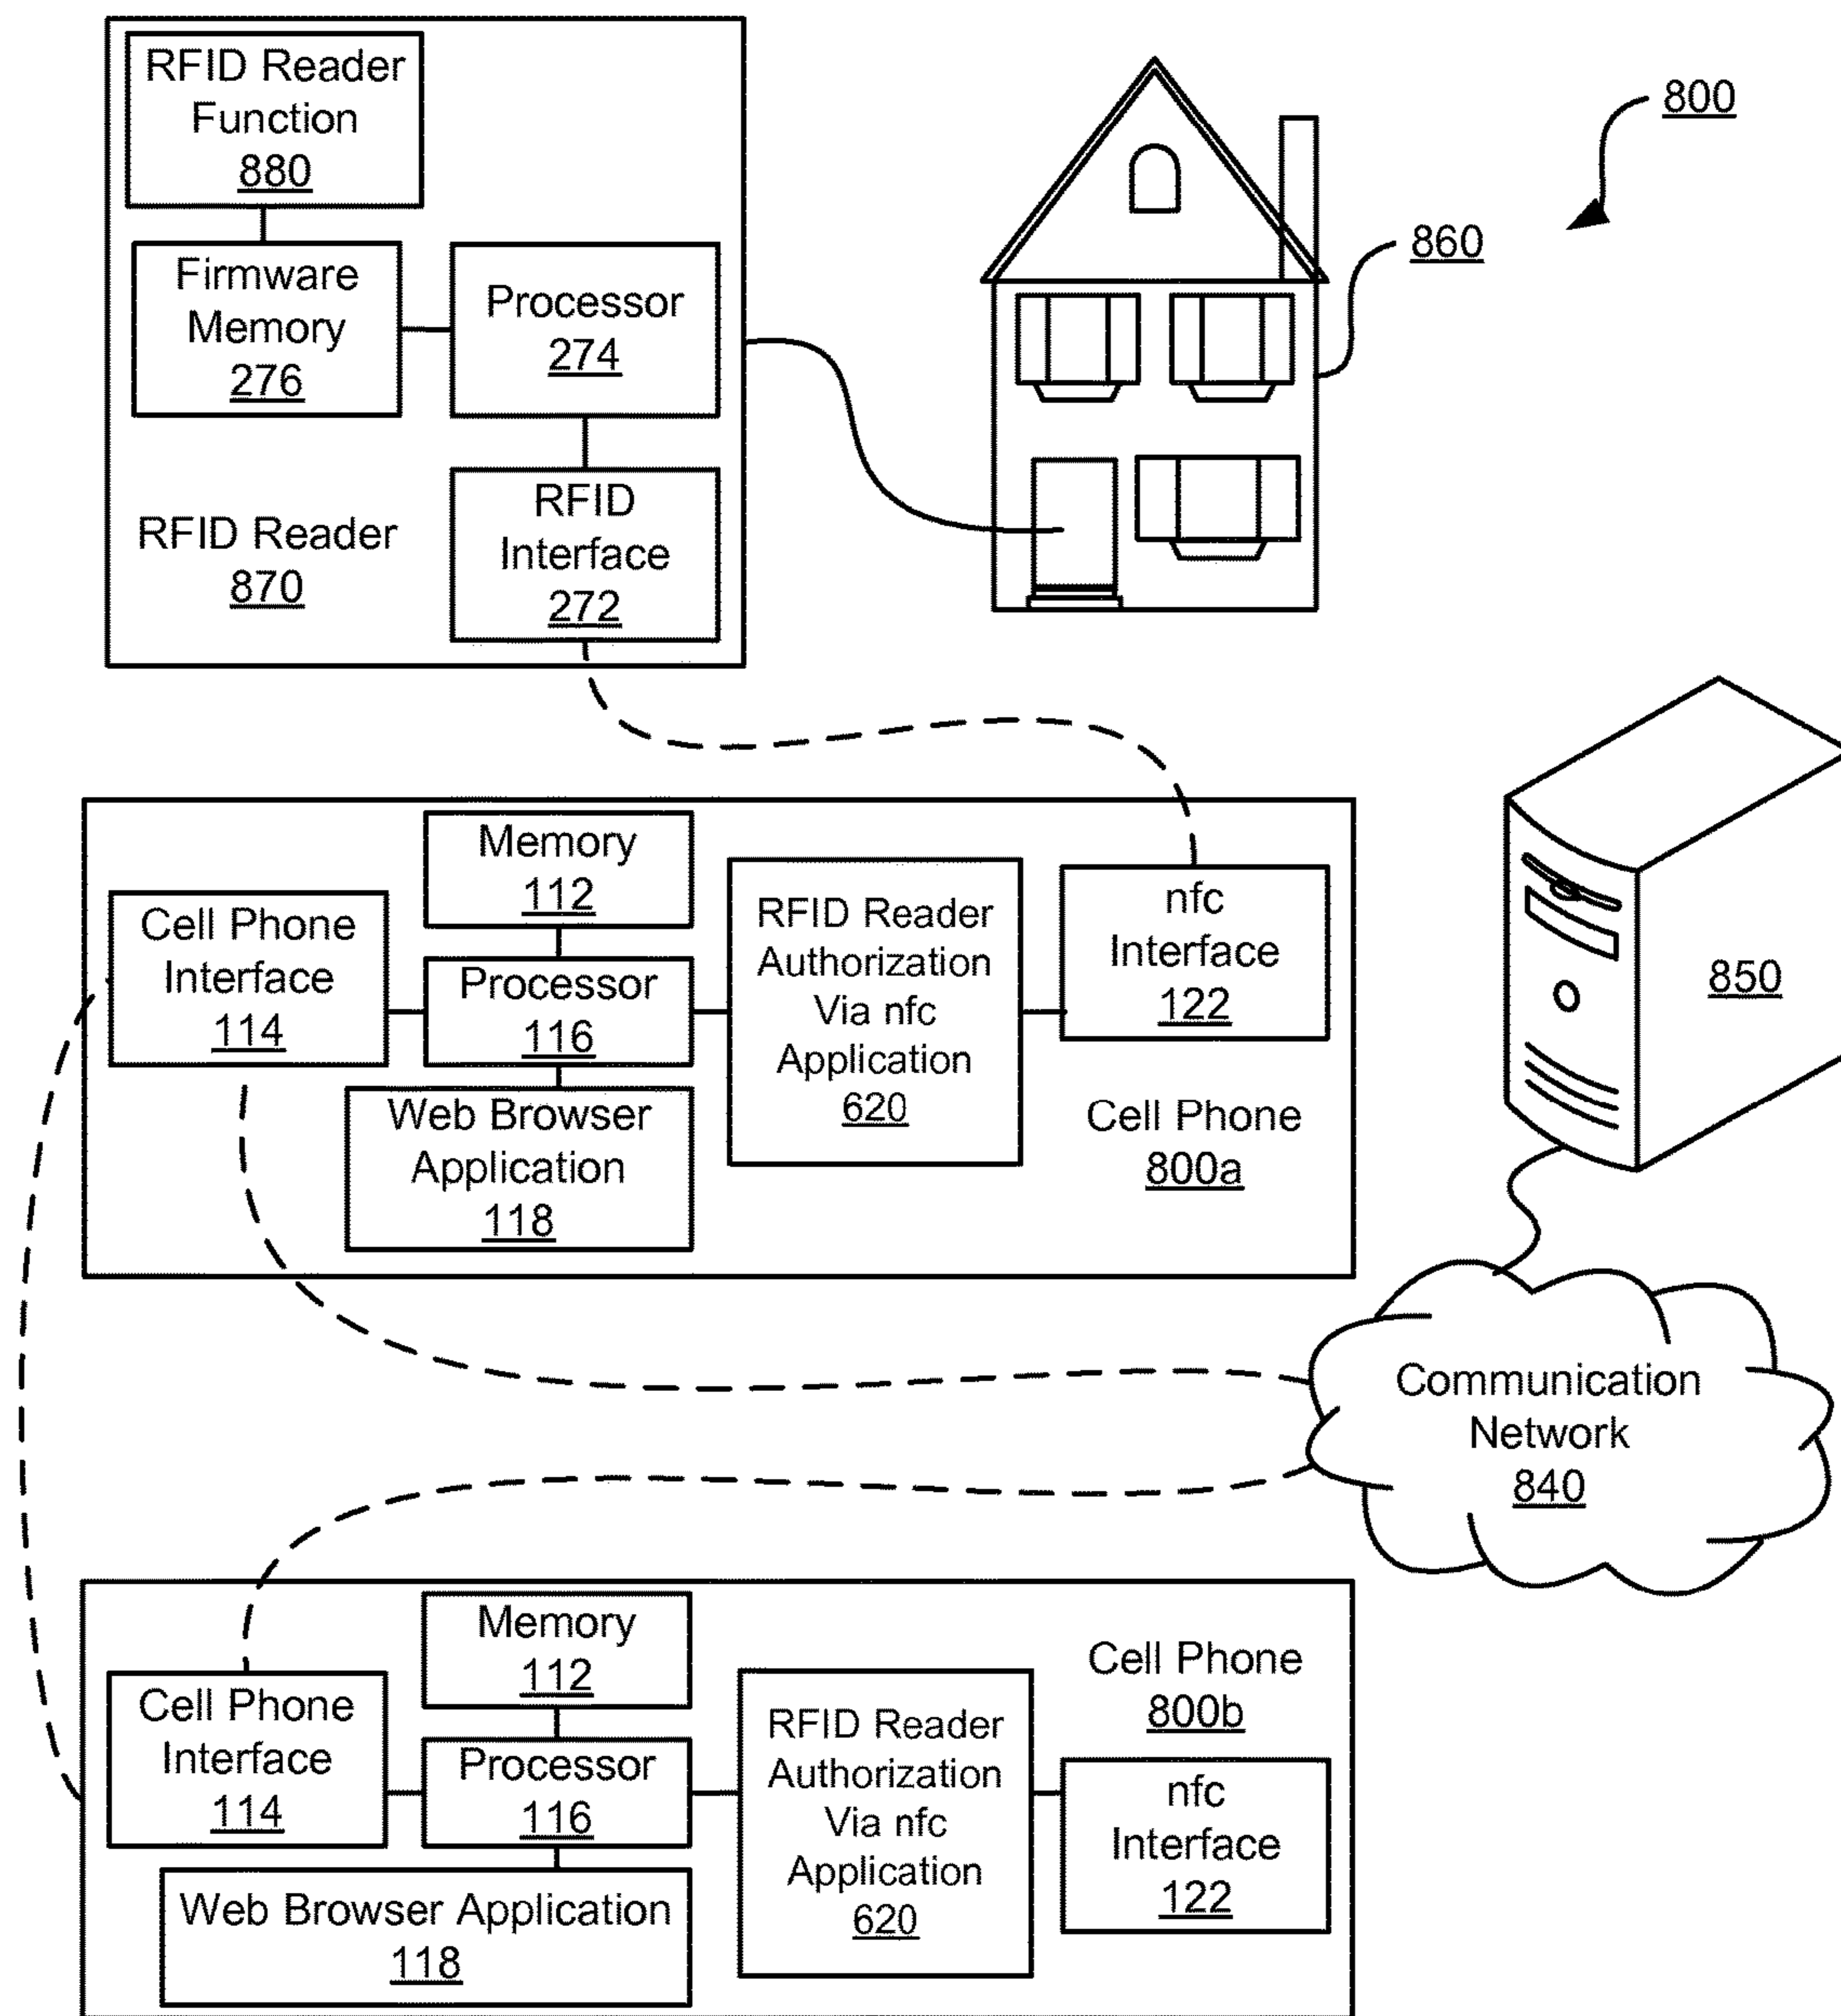 RFID Reader
Function
880
Firmware
Memory
276
Processor
274
RFID
Interface
272
RFID Reader
870
800
860
Memory
112
Cell Phone
Interface
114
Processor
116
Web Browser
Application
118
RFID Reader
Authorization
Via nfc
Application
620
nfc
Interface
122
Cell Phone
800a
850
Communication
Network
840
Memory
112
Cell Phone
Interface
114
Processor
116
Web Browser Application
118
RFID Reader
Authorization
Via nfc
Application
620
Cell Phone
800b
nfc
Interface
122